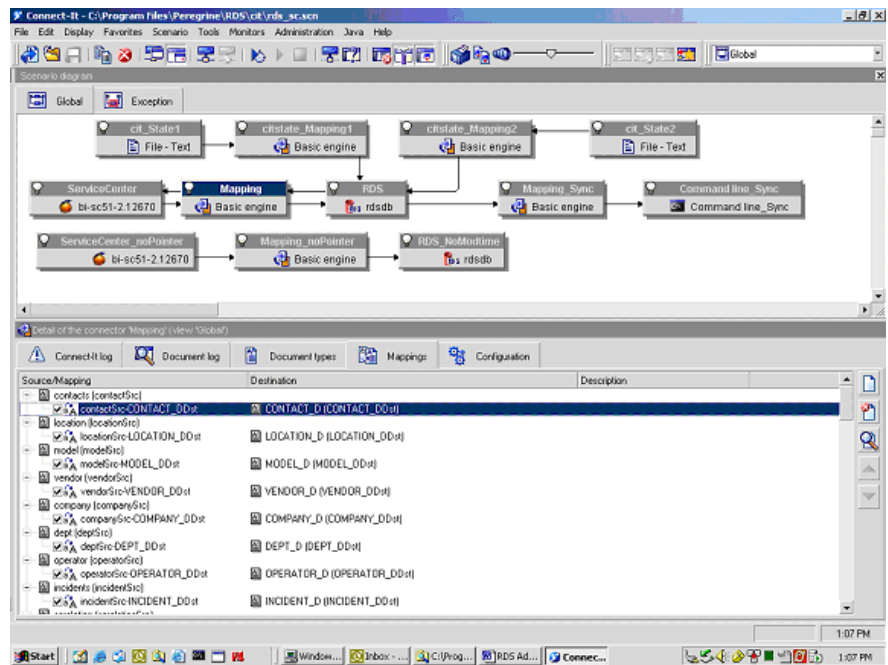 Connect-It - C:\Program Files\Peregrine\RDS\cit\rds_sc.scn
File Edit Display Favorites Scenario Tools Monitors Administration Java Help
Global
Scenario diagram
Global Exception
cit_State1 citstate_Mapping1 citstate_Mapping2 cit_State2
File - Text Basic engine Basic engine File - Text
ServiceCenter Mapping RDS Mapping_Sync Command line_Sync
bi-sc51-2.12670 Basic engine rdsdb Basic engine Command line_Sync
ServiceCenter_noPointer Mapping_noPointer RDS_NoModtime
bi-sc51-2.12670 Basic engine rdsdb
Detail of the connector 'Mapping' (view 'Global')
Connect-It log Document log Document types Mappings Configuration
Source/Mapping Destination Description
contacts (contactSrc)
contactSrc-CONTACT_DDst CONTACT_D (CONTACT_DDst)
location (locationSrc)
locationSrc-LOCATION_DDst LOCATION_D (LOCATION_DDst)
model (modelSrc)
modelSrc-MODEL_DDst MODEL_D (MODEL_DDst)
vendor (vendorSrc)
vendorSrc-VENDOR_DDst VENDOR_D (VENDOR_DDst)
company (companySrc)
companySrc-COMPANY_DDst COMPANY_D (COMPANY_DDst)
dept (deptSrc)
deptSrc-DEPT_DDst DEPT_D (DEPT_DDst)
operator (operatorSrc)
operatorSrc-OPERATOR_DDst OPERATOR_D (OPERATOR_DDst)
incidents (incidentSrc)
incidentSrc-INCIDENT_DDst INCIDENT_D (INCIDENT_DDst)
1:07 PM
Start Window... Inbox - ... C:\Prog... RDS Ad... Connec... 1:07 PM